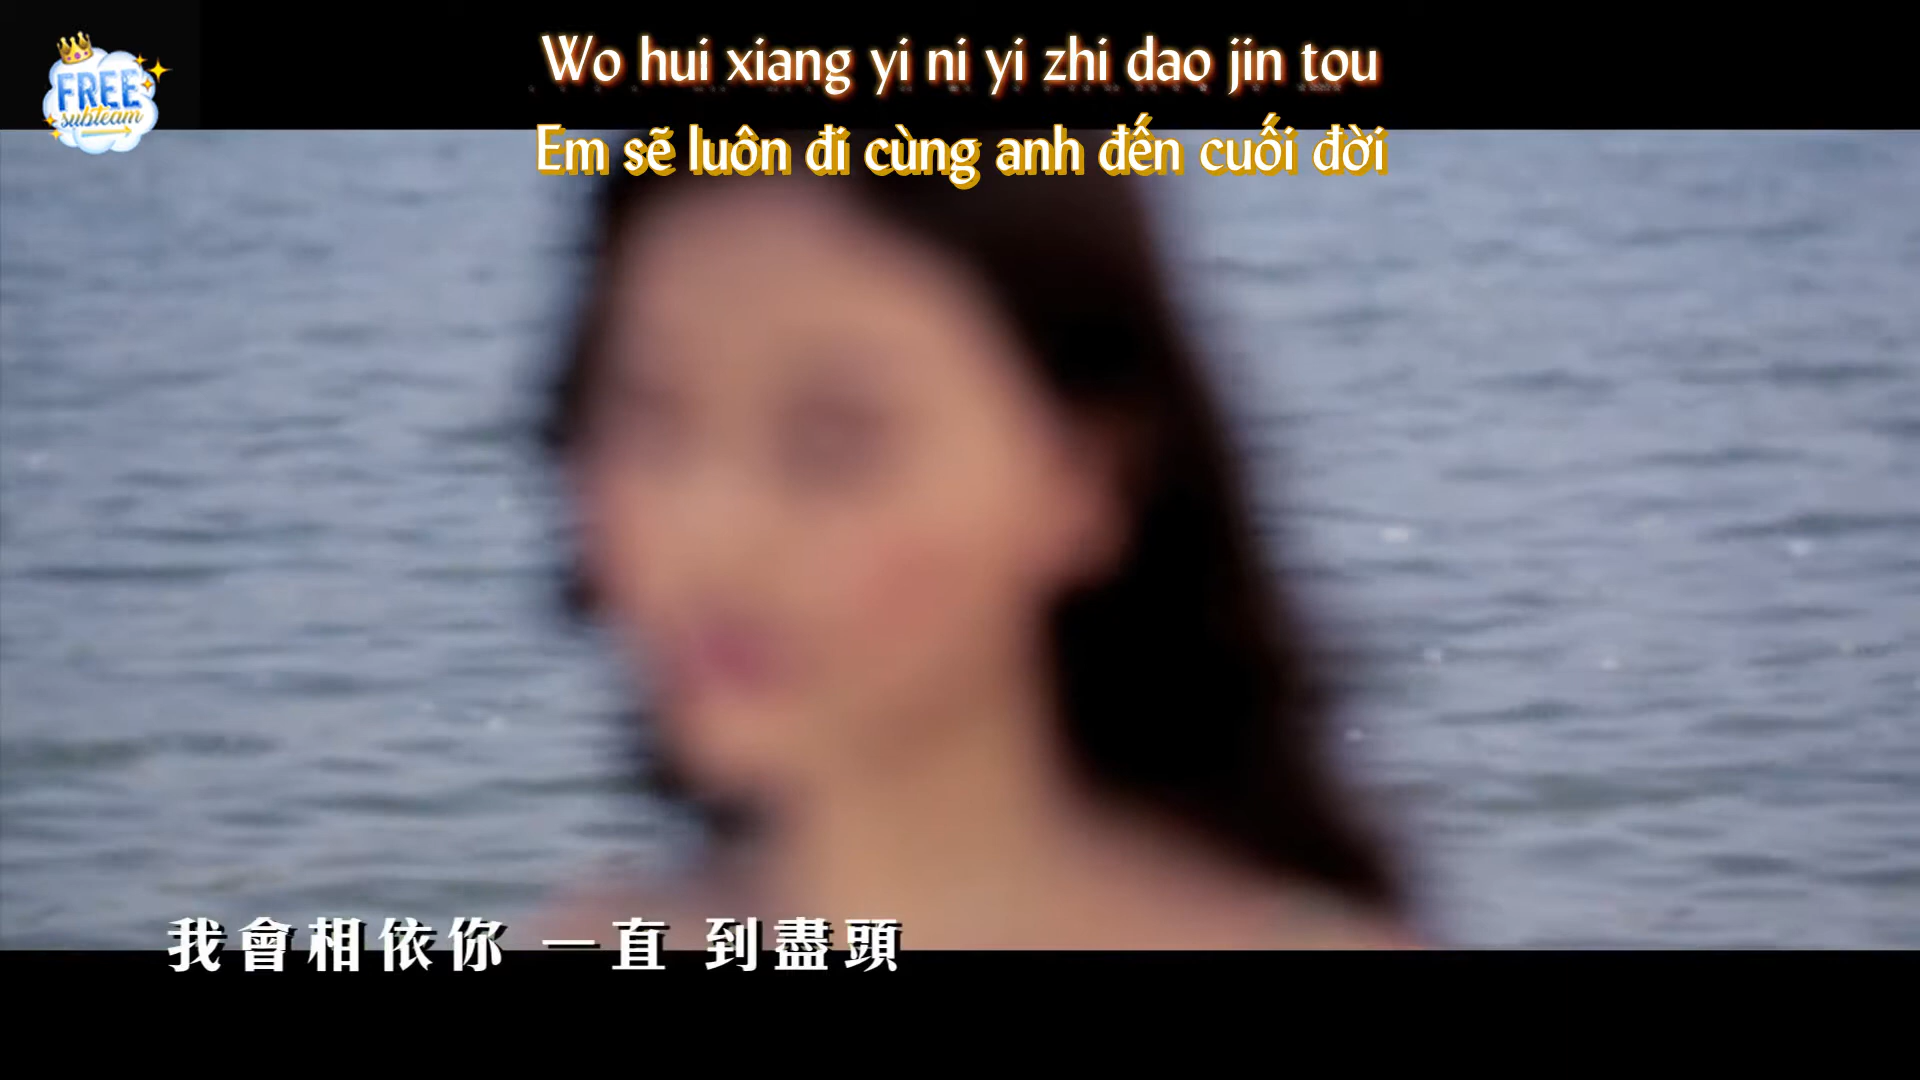 FREE
subteam
Wo hui xiang yi ni yi zhi dao jin tou
Em sẽ luôn đi cùng anh đến cuối đời
我會相依你 一直 到盡頭